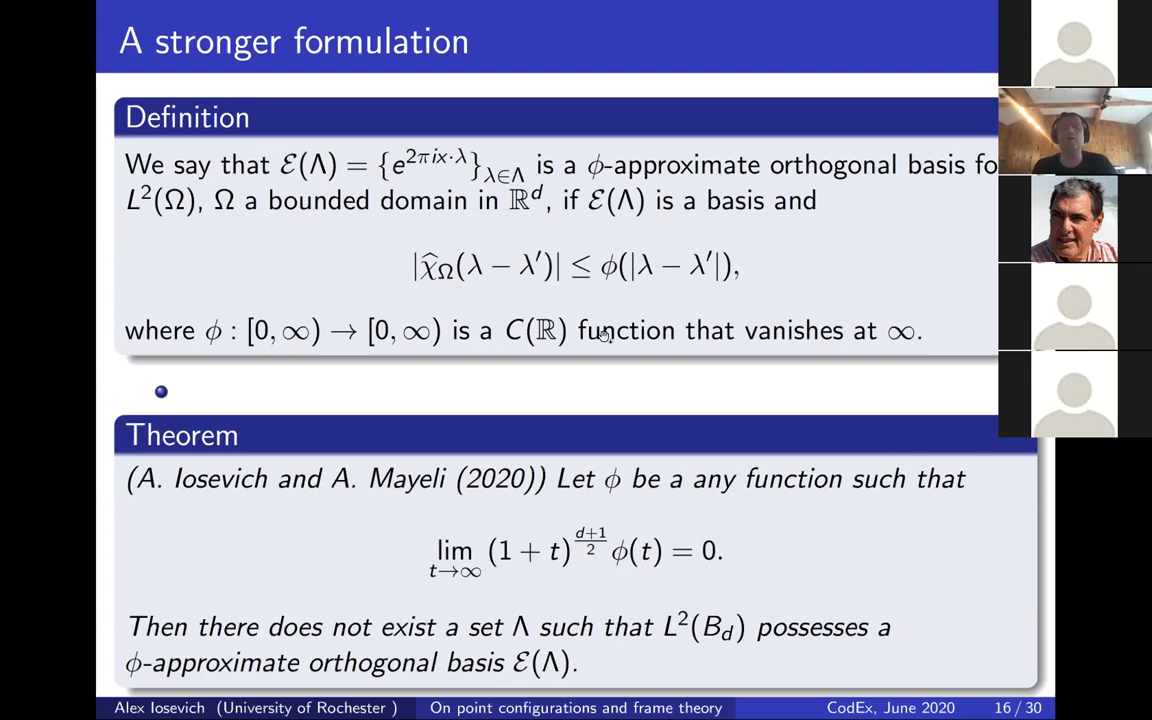 A stronger formulation
Definition
We say that ℰ(Λ) = {e^{2πix·λ}}_{λ∈Λ} is a ϕ-approximate orthogonal basis fo
L²(Ω), Ω a bounded domain in ℝ^d, if ℰ(Λ) is a basis and
|χ̂_Ω(λ − λ′)| ≤ ϕ(|λ − λ′|),
where ϕ : [0, ∞) → [0, ∞) is a C(ℝ) function that vanishes at ∞.
Theorem
(A. Iosevich and A. Mayeli (2020)) Let ϕ be a any function such that
lim_{t→∞} (1 + t)^{\frac{d+1}{2}} ϕ(t) = 0.
Then there does not exist a set Λ such that L²(B_d) possesses a
ϕ-approximate orthogonal basis ℰ(Λ).
Alex Iosevich (University of Rochester ) On point configurations and frame theory CodEx, June 2020 16 / 30